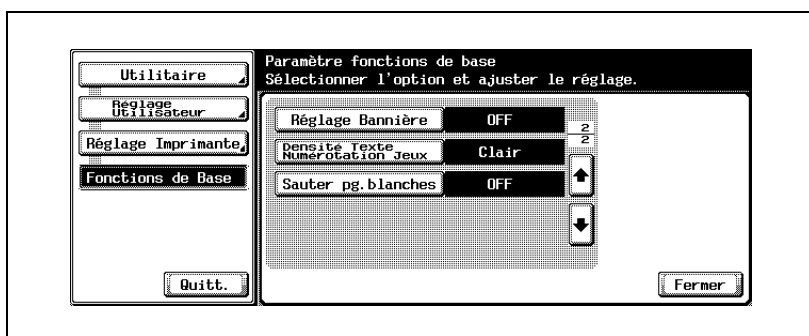 Utilitaire
Réglage
Utilisateur
Réglage Imprimante
Fonctions de Base
Quitt.
Paramètre fonctions de base
Sélectionner l'option et ajuster le réglage.
Réglage Bannière OFF
Densité Texte
Numérotation Jeux Clair
Sauter pg.blanches OFF
2
2
Fermer